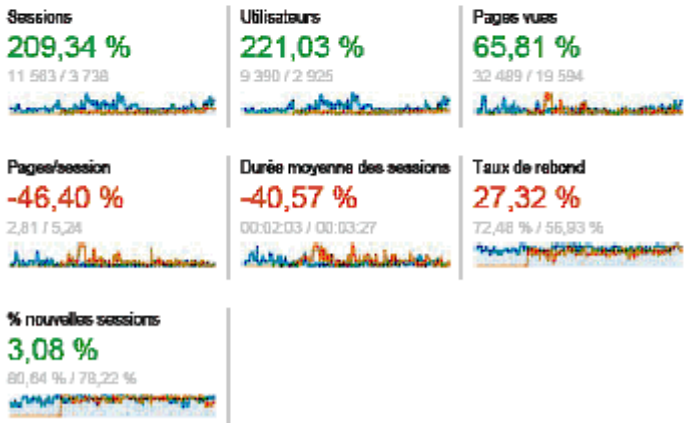 Sessions
209,34 %
11 563 / 3 738
Utilisateurs
221,03 %
9 390 / 2 925
Pages vues
65,81 %
32 489 / 19 594
Pages/session
-46,40 %
2,81 / 5,24
Durée moyenne des sessions
-40,57 %
00:02:03 / 00:03:27
Taux de rebond
27,32 %
72,48 % / 56,93 %
% nouvelles sessions
3,08 %
80,64 % / 78,22 %